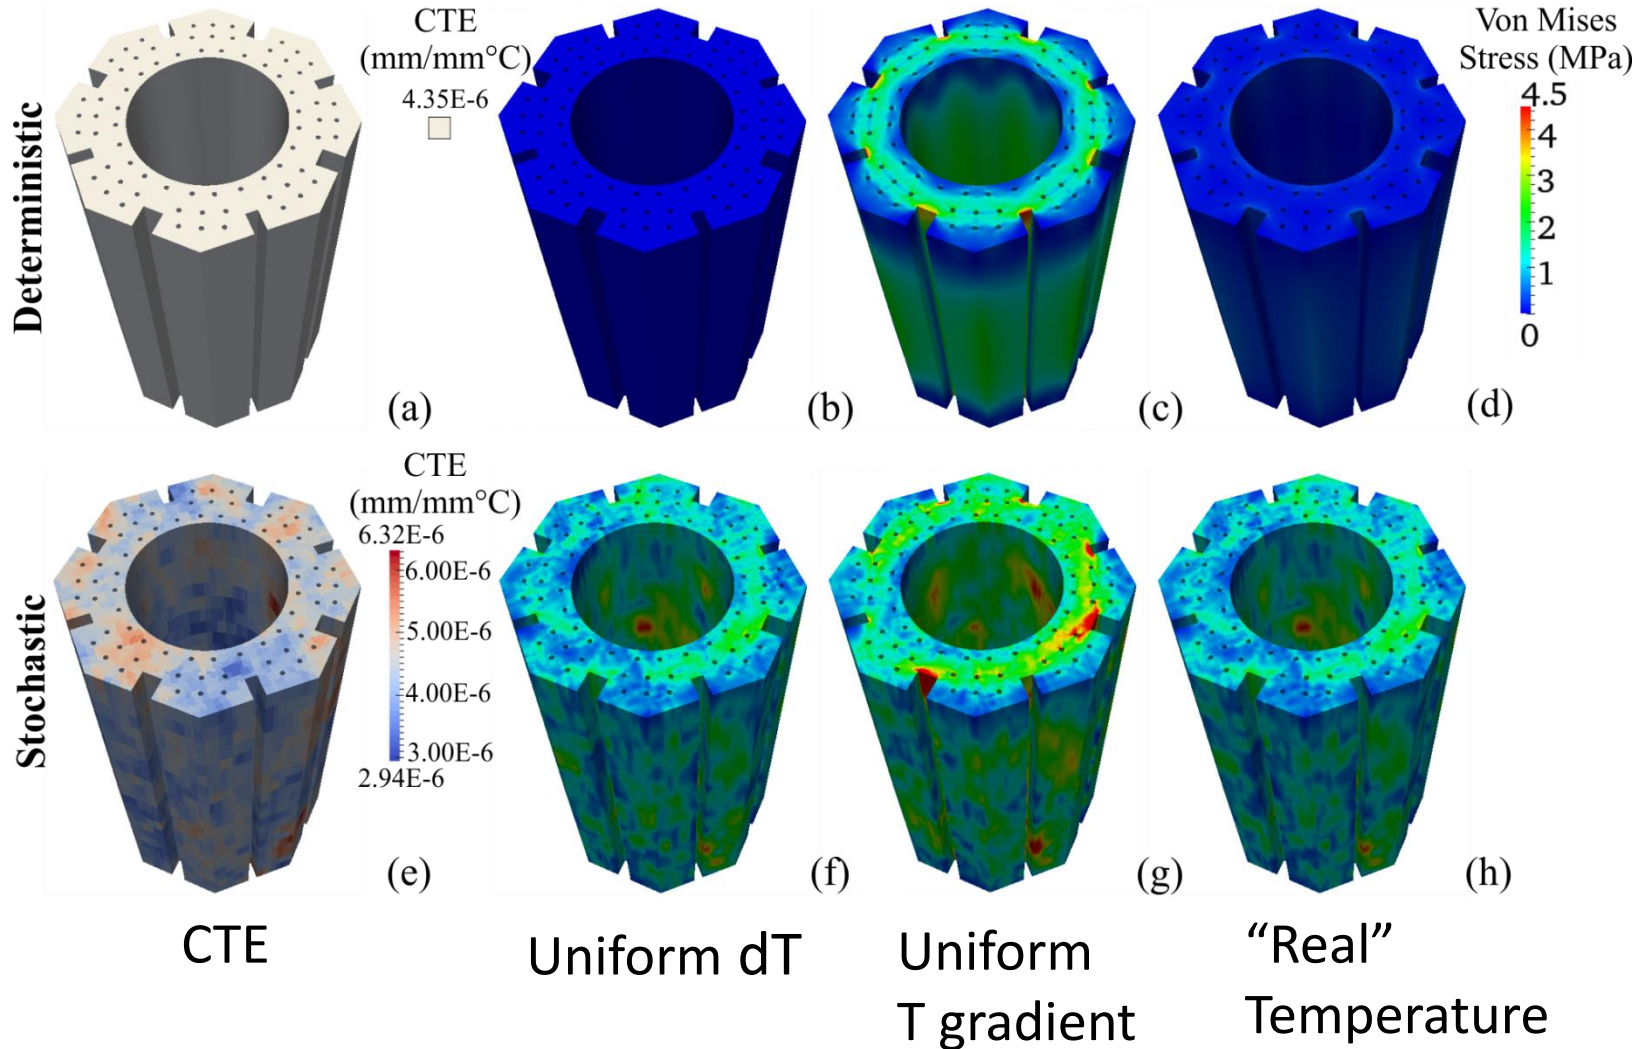 Deterministic
(a)
CTE
(mm/mm°C)
4.35E-6
(b)
(c)
(d)
Von Mises
Stress (MPa)
4.5
4
3
2
1
0
Stochastic
(e)
CTE
(mm/mm°C)
6.32E-6
6.00E-6
5.00E-6
4.00E-6
3.00E-6
2.94E-6
(f)
(g)
(h)
CTE
Uniform dT
Uniform
T gradient
“Real”
Temperature